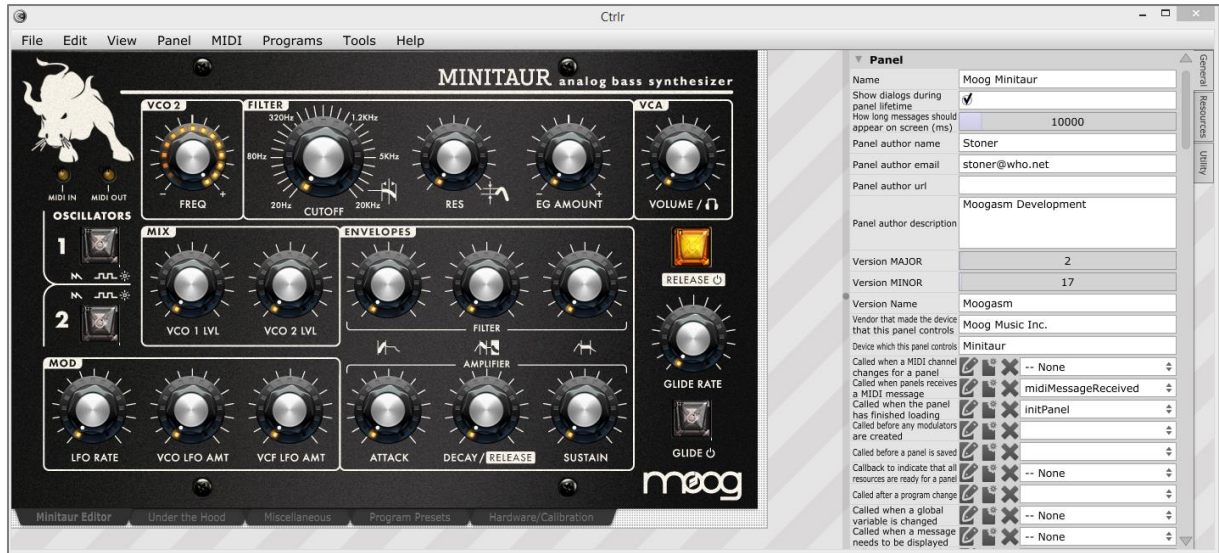 Ctrlr
File Edit View Panel MIDI Programs Tools Help
MINITAUR analog bass synthesizer
VCO 2
FILTER
VCA
320Hz
1.2KHz
80Hz
5KHz
20Hz
20KHz
- +
FREQ
CUTOFF
RES
- +
EG AMOUNT
VOLUME /
MIDI IN
MIDI OUT
OSCILLATORS
1
2
MIX
VCO 1 LVL
VCO 2 LVL
ENVELOPES
FILTER
AMPLIFIER
RELEASE
GLIDE RATE
MOD
LFO RATE
VCO LFO AMT
VCF LFO AMT
ATTACK
DECAY / RELEASE
SUSTAIN
GLIDE
moog
Minitaur Editor
Under the Hood
Miscellaneous
Program Presets
Hardware/Calibration
Panel
Name Moog Minitaur
Show dialogs during
panel lifetime
How long messages should
appear on screen (ms) 10000
Panel author name Stoner
Panel author email stoner@who.net
Panel author url
Panel author description Moogasm Development
Version MAJOR 2
Version MINOR 17
Version Name Moogasm
Vendor that made the device
that this panel controls Moog Music Inc.
Device which this panel controls Minitaur
Called when a MIDI channel
changes for a panel -- None
Called when panels receives
a MIDI message midiMessageReceived
Called when the panel
has finished loading initPanel
Called before any modulators
are created
Called before a panel is saved
Callback to indicate that all
resources are ready for a panel -- None
Called after a program change
Called when a global
variable is changed -- None
Called when a message
needs to be displayed -- None
General
Resources
Utility